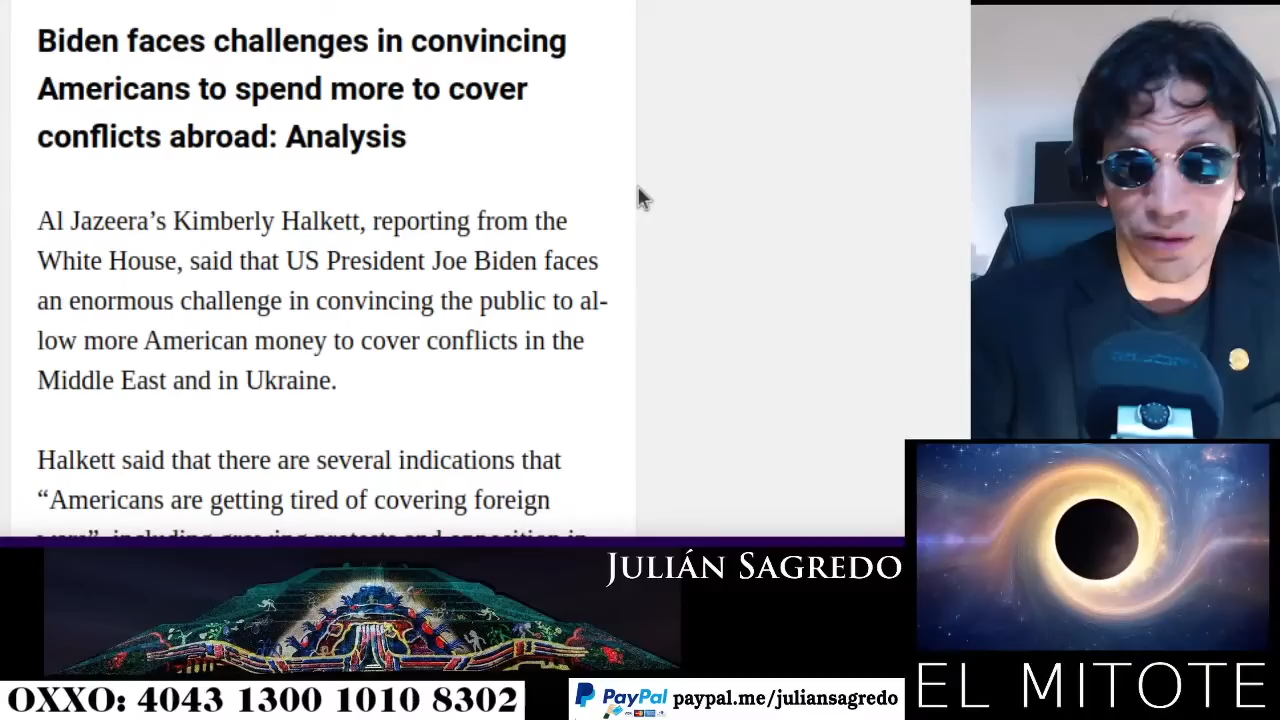 Biden faces challenges in convincing
Americans to spend more to cover
conflicts abroad: Analysis
Al Jazeera’s Kimberly Halkett, reporting from the
White House, said that US President Joe Biden faces
an enormous challenge in convincing the public to al-
low more American money to cover conflicts in the
Middle East and in Ukraine.
Halkett said that there are several indications that
“Americans are getting tired of covering foreign
JULIÁN SAGREDO
OXXO: 4043 1300 1010 8302
PayPal paypal.me/juliansagredo
EL MITOTE